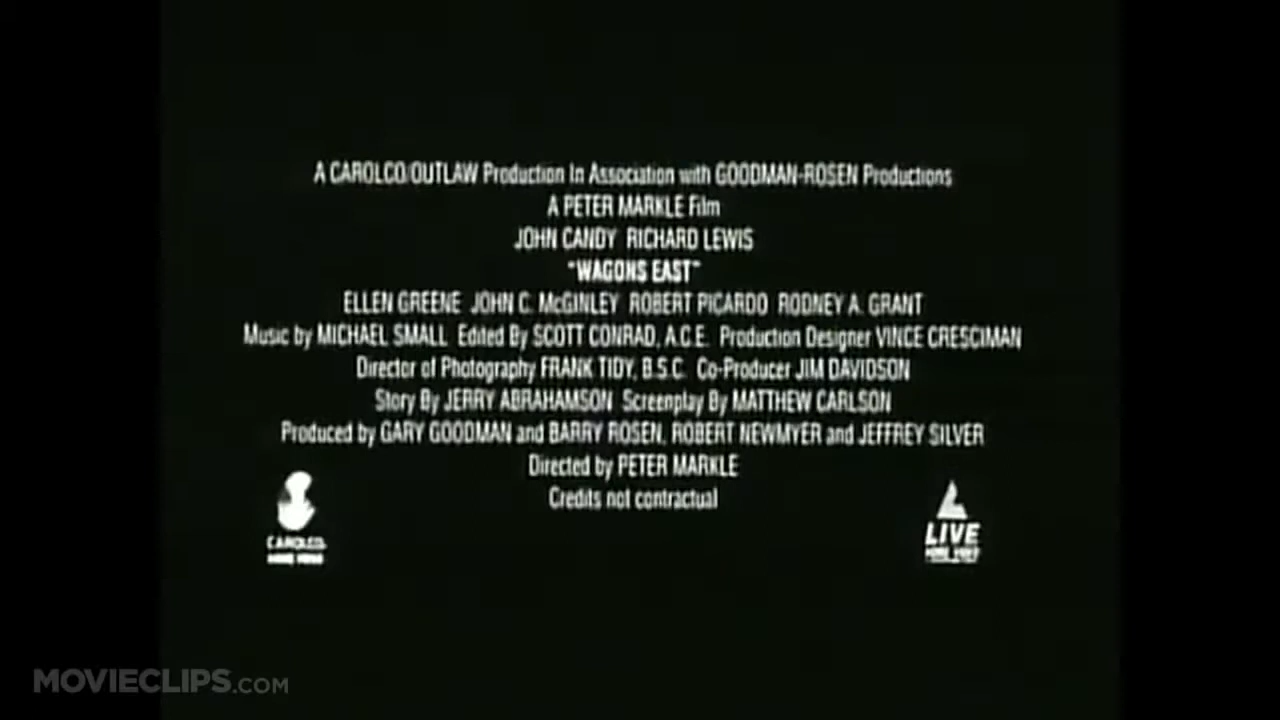 A CAROLCO/OUTLAW Production In Association with GOODMAN-ROSEN Productions
A PETER MARKLE Film
JOHN CANDY RICHARD LEWIS
"WAGONS EAST"
ELLEN GREENE JOHN C. McGINLEY ROBERT PICARDO RODNEY A. GRANT
Music by MICHAEL SMALL Edited By SCOTT CONRAD, A.C.E. Production Designer VINCE CRESCIMAN
Director of Photography FRANK TIDY, B.S.C. Co-Producer JIM DAVIDSON
Story By JERRY ABRAHAMSON Screenplay By MATTHEW CARLSON
Produced by GARY GOODMAN and BARRY ROSEN, ROBERT NEWMYER and JEFFREY SILVER
Directed by PETER MARKLE
Credits not contractual
CAROLCO
HOME VIDEO
LIVE
HOME VIDEO
MOVIECLIPS.COM